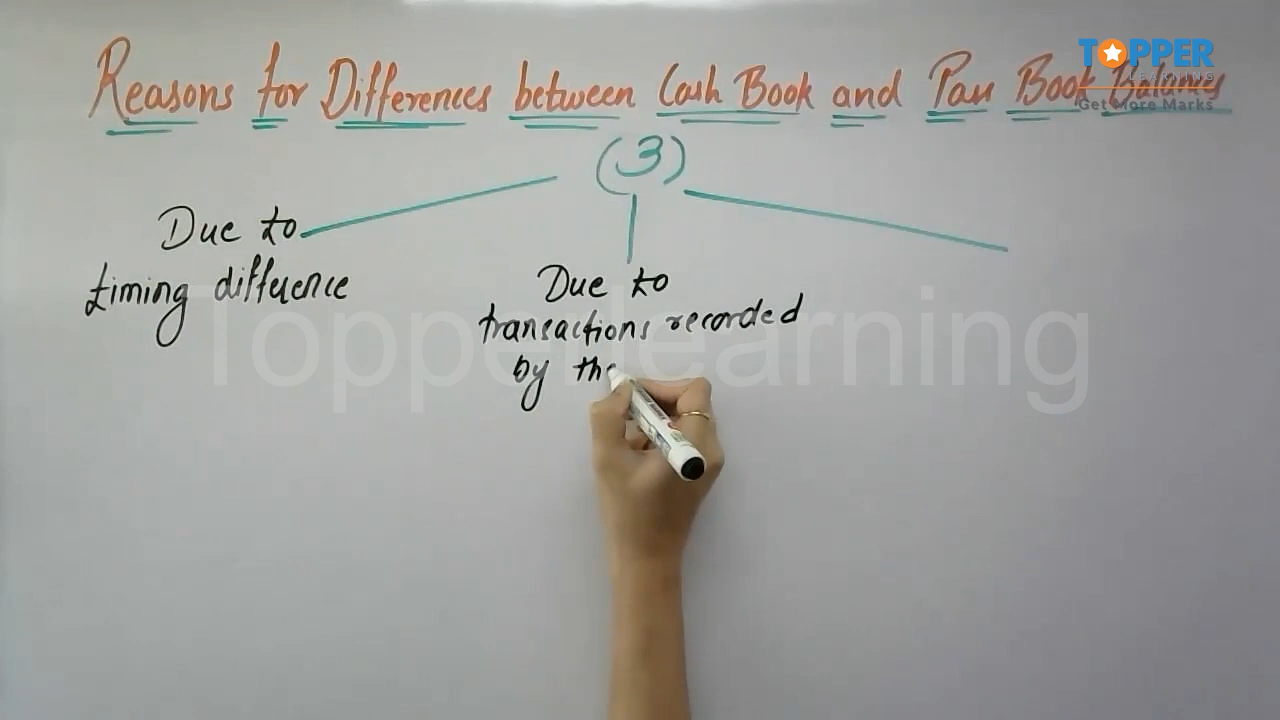 TOPPER
LEARNING
Get More Marks
Reasons for Differences between Cash Book and Pass Book Balances
(3)
Due to
timing difference
Due to
transactions recorded
by the
Topperlearning